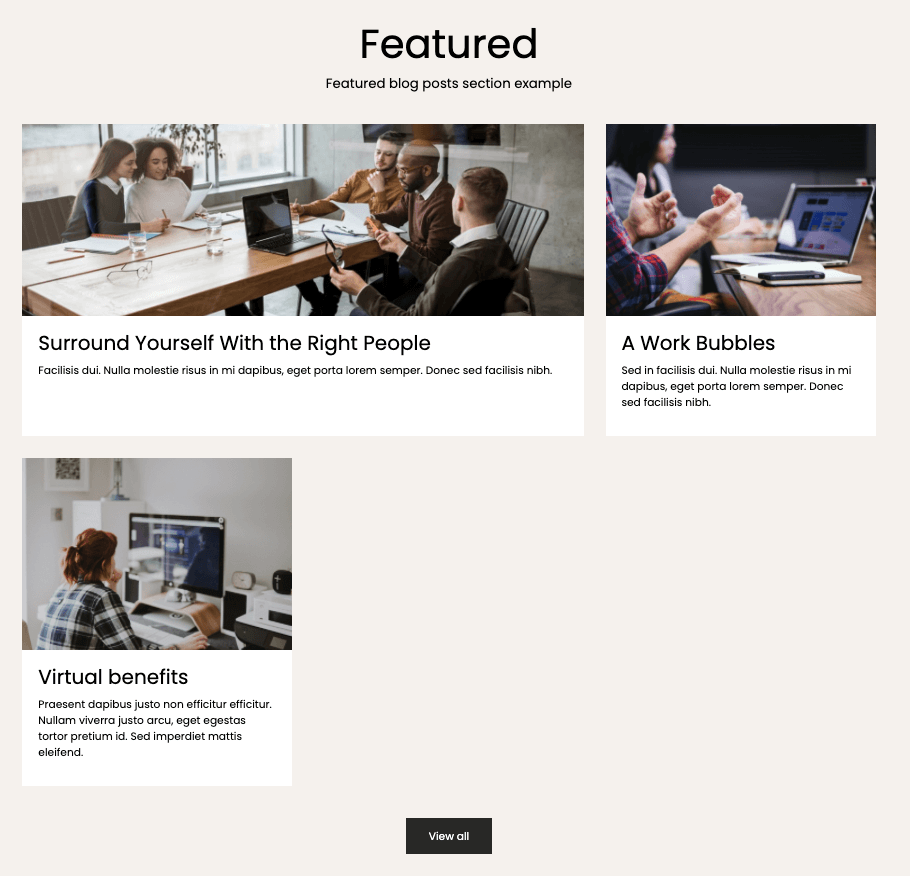 Featured
Featured blog posts section example
Surround Yourself With the Right People
Facilisis dui. Nulla molestie risus in mi dapibus, eget porta lorem semper. Donec sed facilisis nibh.
A Work Bubbles
Sed in facilisis dui. Nulla molestie risus in mi
dapibus, eget porta lorem semper. Donec
sed facilisis nibh.
Virtual benefits
Praesent dapibus justo non efficitur efficitur.
Nullam viverra justo arcu, eget egestas
tortor pretium id. Sed imperdiet mattis
eleifend.
View all